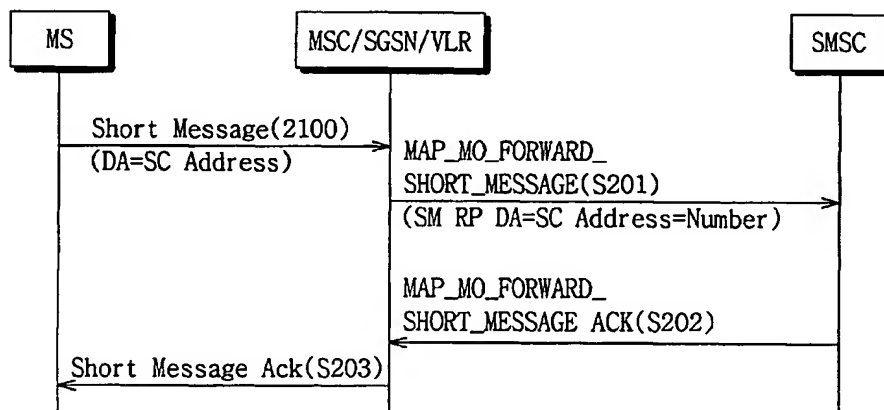 MS
MSC/SGSN/VLR
SMSC
Short Message(2100)
(DA=SC Address)
MAP_MO_FORWARD_
SHORT_MESSAGE(S201)
(SM RP DA=SC Address=Number)
MAP_MO_FORWARD_
SHORT_MESSAGE ACK(S202)
Short Message Ack(S203)